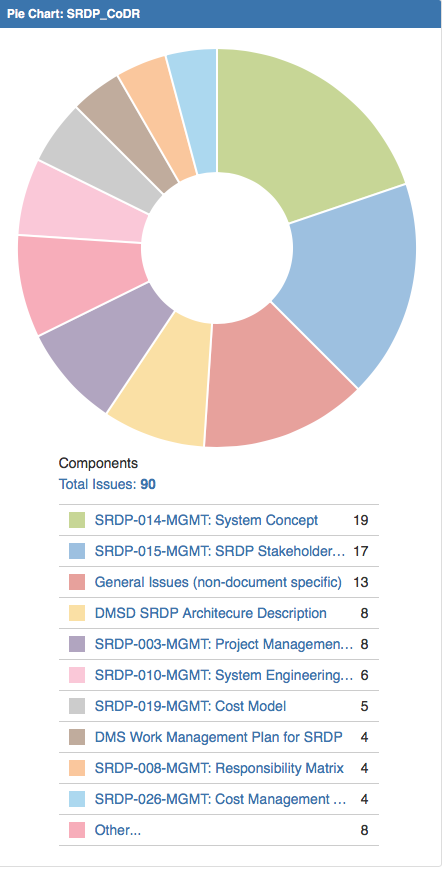 Pie Chart: SRDP_CoDR
Components
Total Issues: 90
SRDP-014-MGMT: System Concept 19
SRDP-015-MGMT: SRDP Stakeholder... 17
General Issues (non-document specific) 13
DMSD SRDP Architecure Description 8
SRDP-003-MGMT: Project Managemen... 8
SRDP-010-MGMT: System Engineering... 6
SRDP-019-MGMT: Cost Model 5
DMS Work Management Plan for SRDP 4
SRDP-008-MGMT: Responsibility Matrix 4
SRDP-026-MGMT: Cost Management ... 4
Other... 8